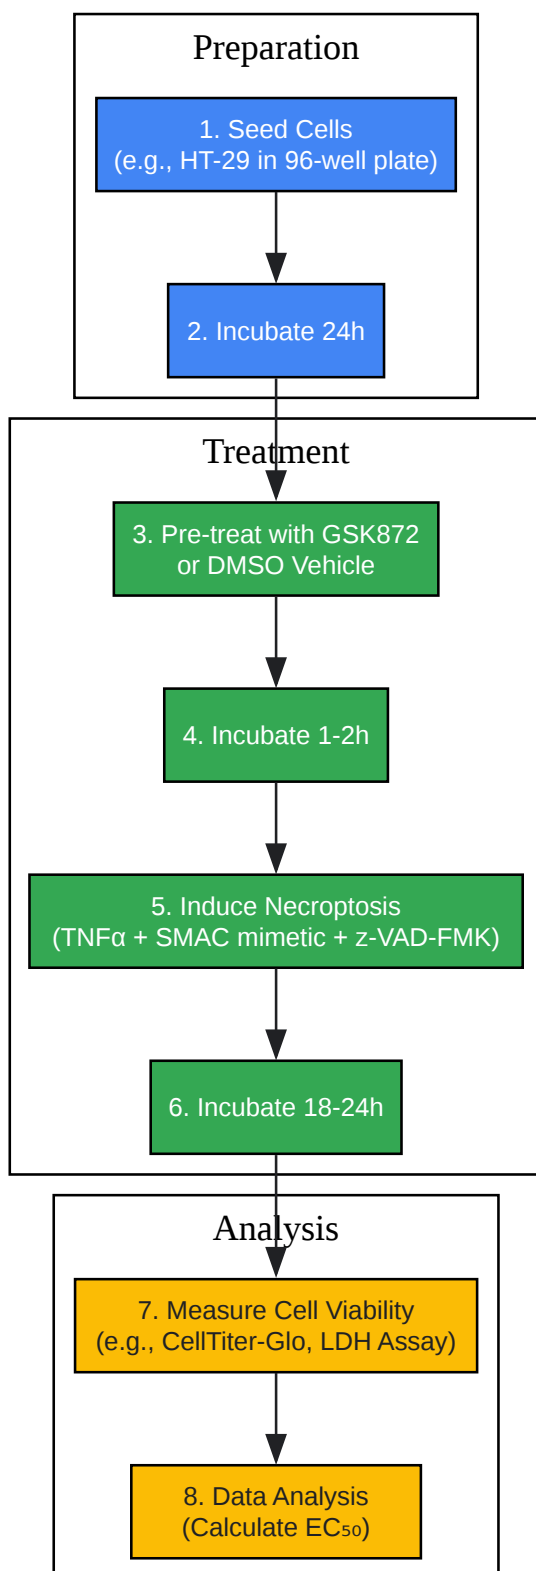 Preparation
1. Seed Cells
(e.g., HT-29 in 96-well plate)
2. Incubate 24h
Treatment
3. Pre-treat with GSK872
or DMSO Vehicle
4. Incubate 1-2h
5. Induce Necroptosis
(TNFα + SMAC mimetic + z-VAD-FMK)
6. Incubate 18-24h
Analysis
7. Measure Cell Viability
(e.g., CellTiter-Glo, LDH Assay)
8. Data Analysis
(Calculate EC₅₀)